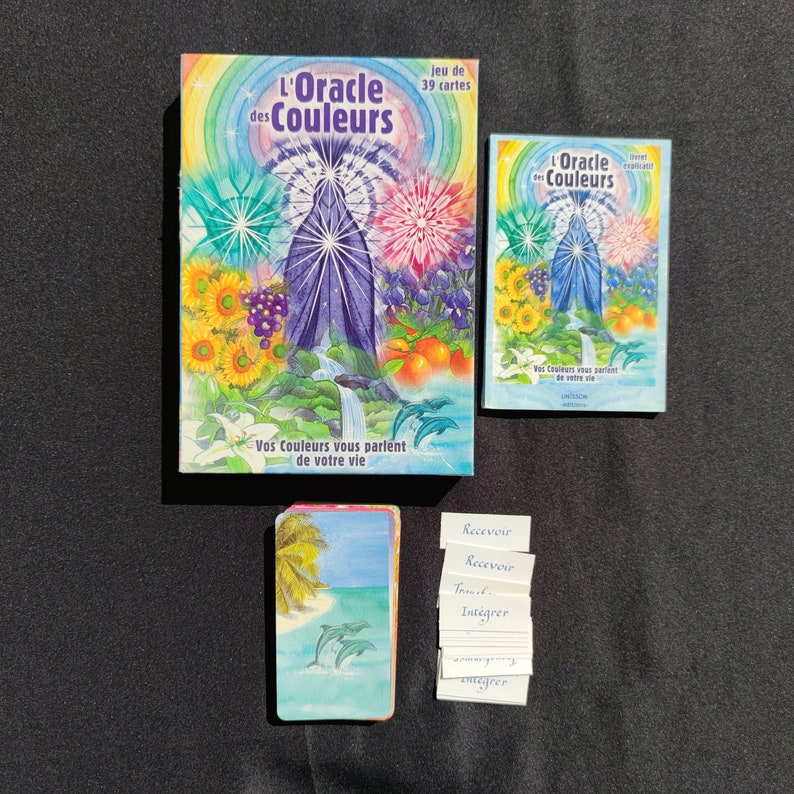 L'Oracle
des Couleurs
jeu de
39 cartes
Vos Couleurs vous parlent
de votre vie
L'Oracle
des Couleurs
livret
explicatif
Vos Couleurs vous parlent
de votre vie
UNISSON
-éditions-
Recevoir
Recevoir
Intégrer
Intégrer